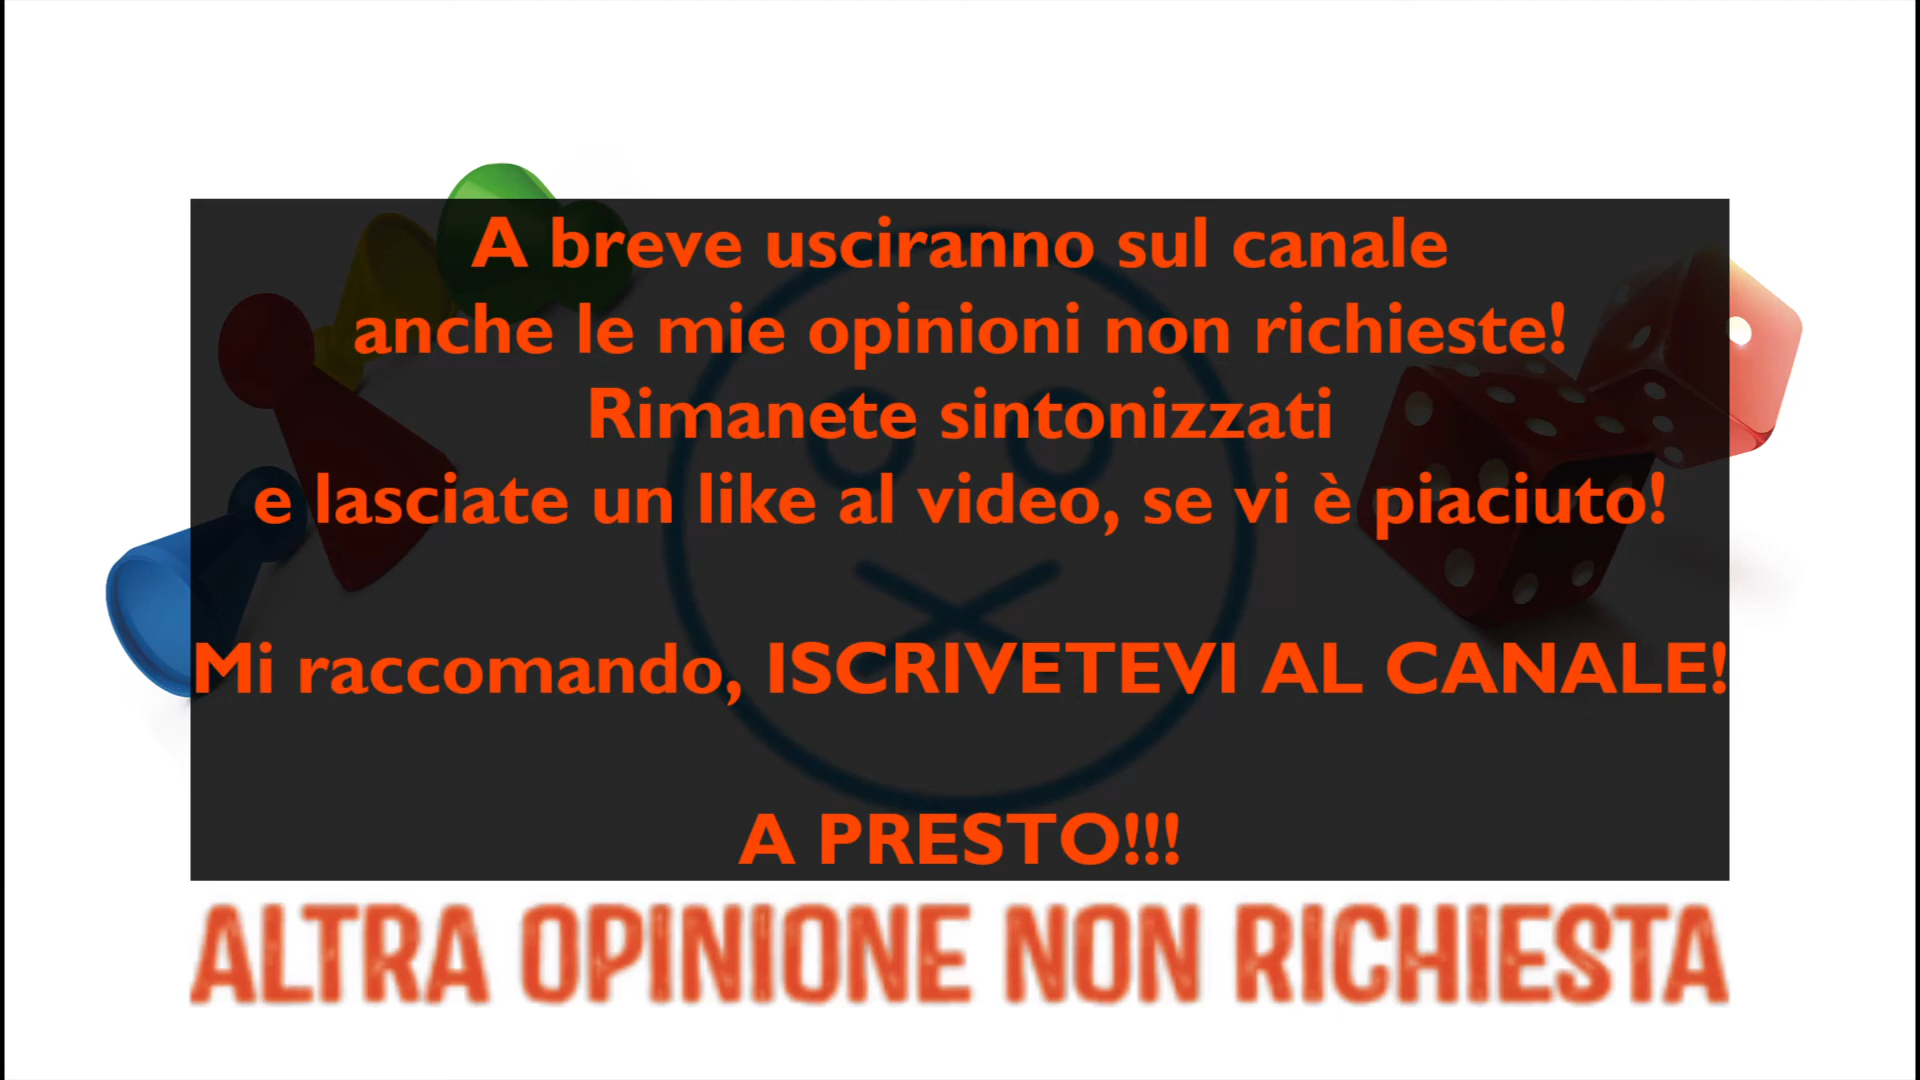 A breve usciranno sul canale
anche le mie opinioni non richieste!
Rimanete sintonizzati
e lasciate un like al video, se vi è piaciuto!
Mi raccomando, ISCRIVETEVI AL CANALE!
A PRESTO!!!
ALTRA OPINIONE NON RICHIESTA